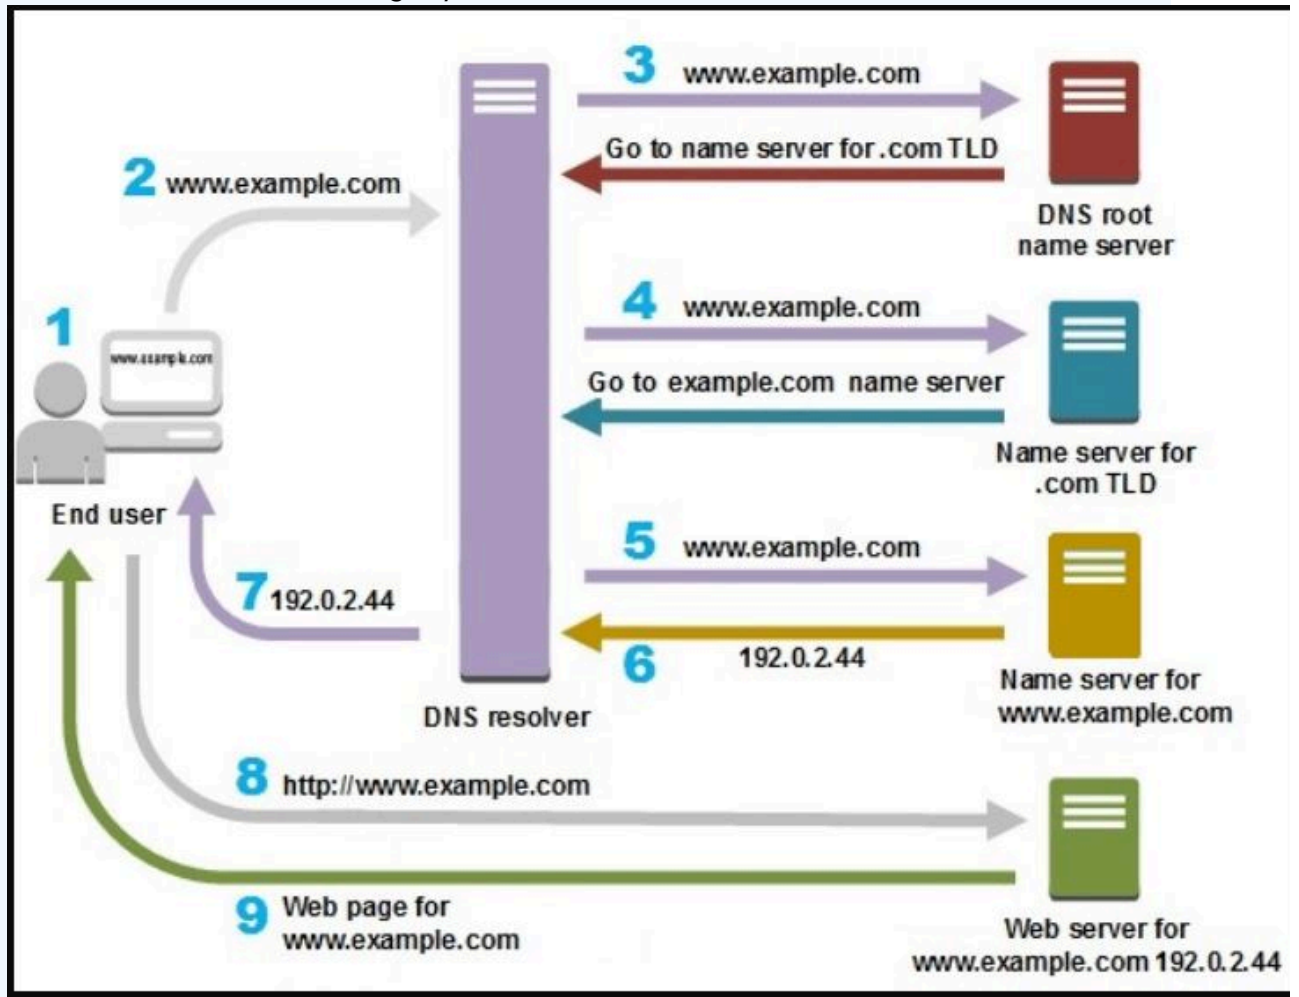 3 www.example.com
Go to name server for .com TLD
DNS root
name server
2 www.example.com
4 www.example.com
Go to example.com name server
Name server for
.com TLD
1
www.example.com
End user
5 www.example.com
6 192.0.2.44
Name server for
www.example.com
7 192.0.2.44
DNS resolver
8 http://www.example.com
9 Web page for
www.example.com
Web server for
www.example.com 192.0.2.44